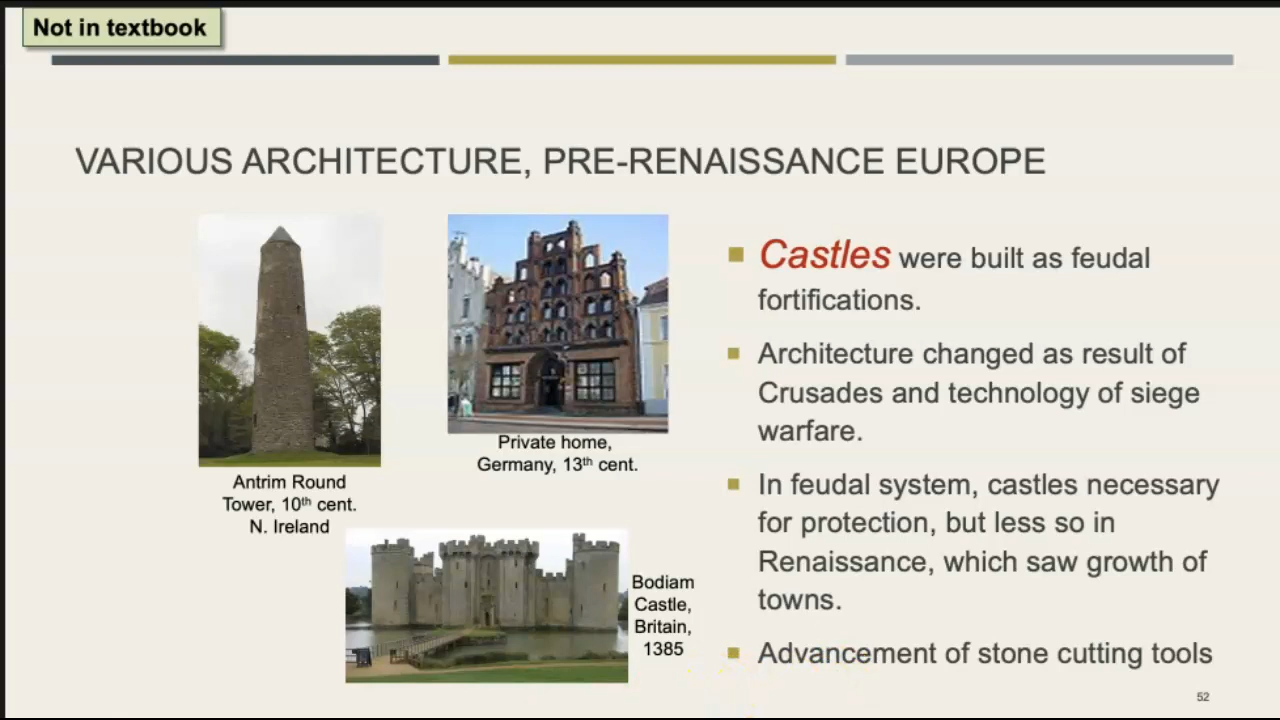 Not in textbook
VARIOUS ARCHITECTURE, PRE-RENAISSANCE EUROPE
Antrim Round
Tower, 10th cent.
N. Ireland
Private home,
Germany, 13th cent.
Bodiam
Castle,
Britain,
1385
Castles were built as feudal
fortifications.
Architecture changed as result of
Crusades and technology of siege
warfare.
In feudal system, castles necessary
for protection, but less so in
Renaissance, which saw growth of
towns.
Advancement of stone cutting tools
52